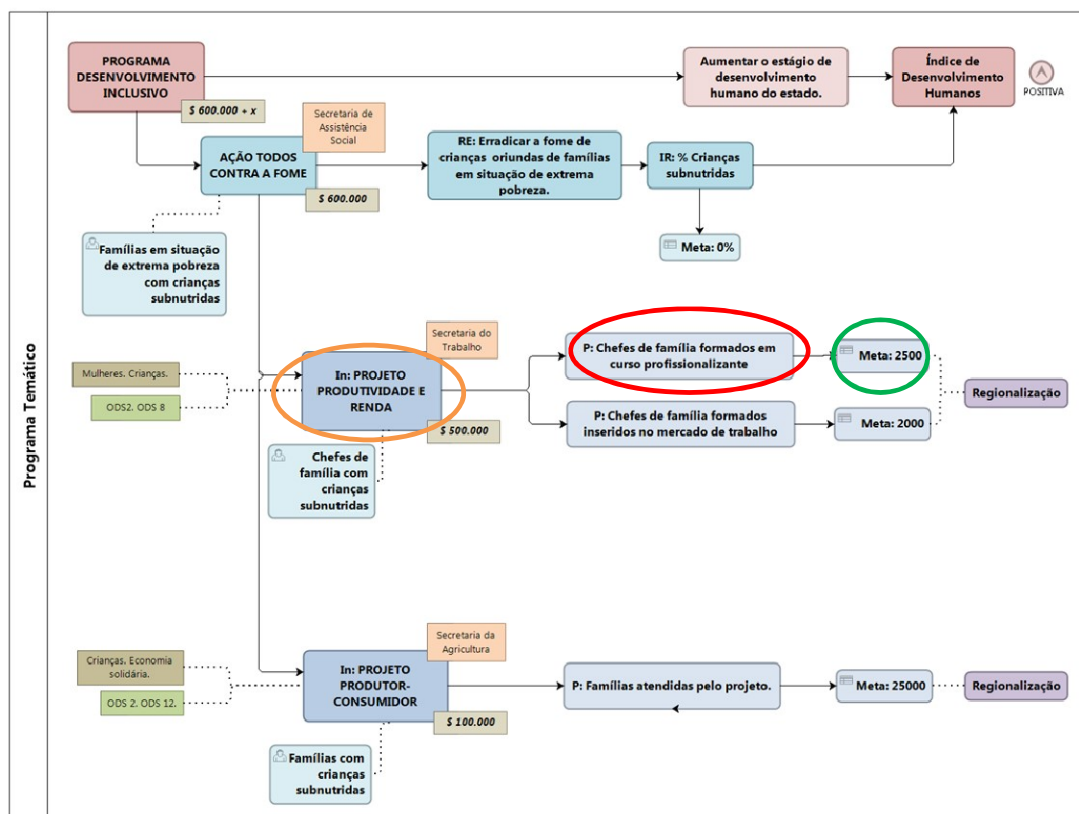 Programa Temático
PROGRAMA
DESENVOLVIMENTO
INCLUSIVO
$ 600.000 + x
Aumentar o estágio de
desenvolvimento
humano do estado.
Índice de
Desenvolvimento
Humanos
POSITIVA
Secretaria de
Assistência
Social
AÇÃO TODOS
CONTRA A FOME
$ 600.000
RE: Erradicar a fome de
crianças oriundas de famílias
em situação de extrema
pobreza.
IR: % Crianças
subnutridas
Meta: 0%
Famílias em situação
de extrema pobreza
com crianças
subnutridas
Secretaria do
Trabalho
Mulheres. Crianças.
ODS2. ODS 8
In: PROJETO
PRODUTIVIDADE E
RENDA
$ 500.000
Chefes de
família com
crianças
subnutridas
P: Chefes de família formados em
curso profissionalizante
Meta: 2500
P: Chefes de família formados
inseridos no mercado de trabalho
Meta: 2000
Regionalização
Secretaria da
Agricultura
Crianças. Economia
solidária.
ODS 2. ODS 12.
In: PROJETO
PRODUTOR-
CONSUMIDOR
$ 100.000
Famílias com
crianças
subnutridas
P: Famílias atendidas pelo projeto.
Meta: 25000
Regionalização